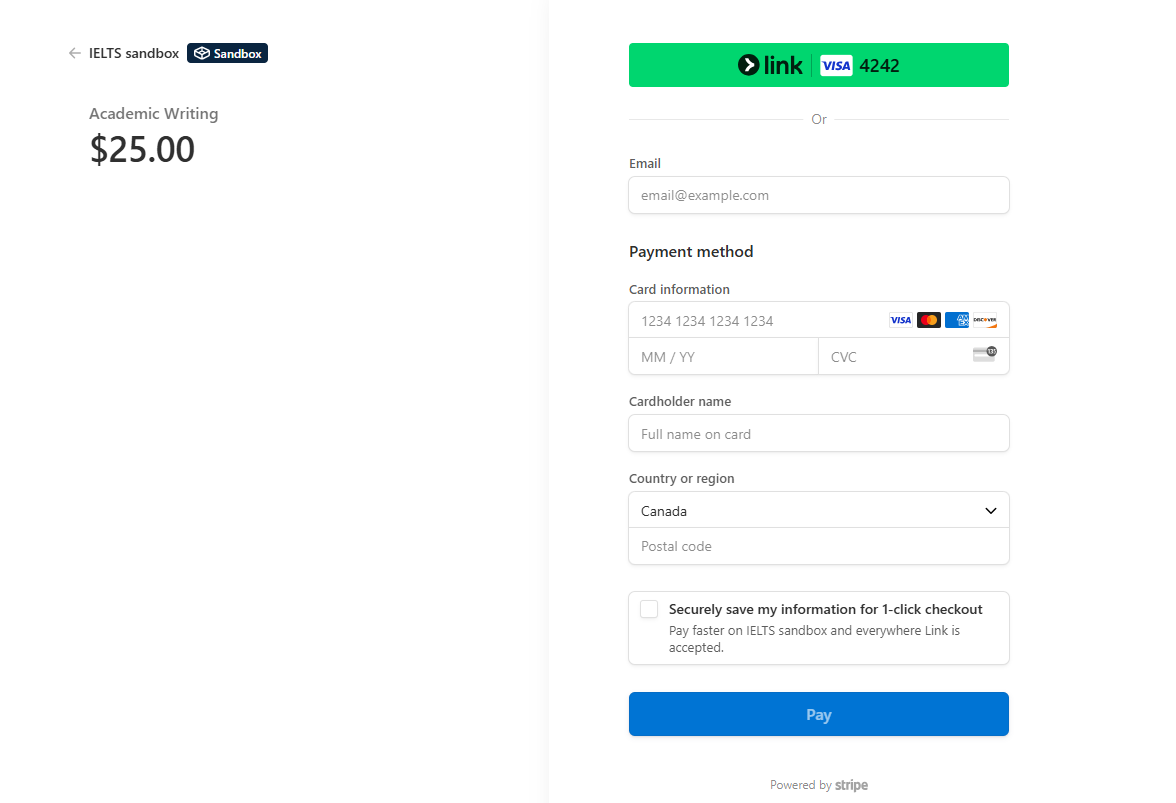 IELTS sandbox Sandbox
Academic Writing
$25.00
link VISA 4242
Or
Email
email@example.com
Payment method
Card information
1234 1234 1234 1234 VISA AMEX DISCOVER
MM / YY CVC 135
Cardholder name
Full name on card
Country or region
Canada
Postal code
Securely save my information for 1-click checkout
Pay faster on IELTS sandbox and everywhere Link is
accepted.
Pay
Powered by stripe